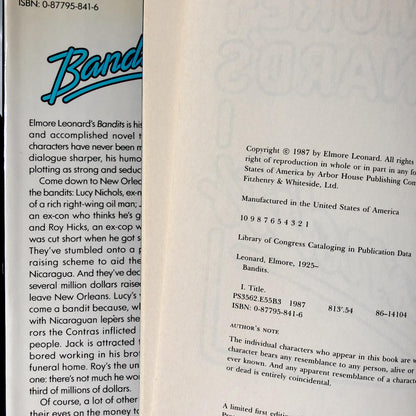 ISBN: 0-87795-841-6
Elmore Leonard's Bandits is his
and accomplished novel
characters have never been m
dialogue sharper, his humo
plotting as strong and seduc
Come down to New Orlea
the bandits: Lucy Nichols, ex-n
of a rich right-wing oil man;
an ex-con who thinks he's g
and Roy Hicks, an ex-cop w
was cut short when he got s
They've stumbled onto a
raising scheme to aid the
Nicaragua. And they've dec
several million dollars raise
leave New Orleans. Lucy's
come a bandit because, wh
with Nicaraguan lepers she
rors the Contras inflicted
people. Jack is attracted
bored working in his brot
funeral home. Roy's the un
one: there's not much he wo
third of millions of dollars.
Of course, a lot of other
their eyes on the money to
Copyright © 1987 by Elmore Leonard. All rights
right of reproduction in whole or in part in any fo
States of America by Arbor House Publishing Com
Fitzhenry & Whiteside, Ltd.
Manufactured in the United States of America
10 9 8 7 6 5 4 3 2 1
Library of Congress Cataloging in Publication Data
Leonard, Elmore, 1925–
Bandits.
I. Title.
PS3562.E55B3 1987 813'.54 86-14104
ISBN: 0-87795-841-6
AUTHOR'S NOTE
The individual characters who appear in this book are w
character bears any resemblance to any person, alive or
ever known. And any apparent resemblance of a charact
or dead is entirely coincidental.
A limited first edi